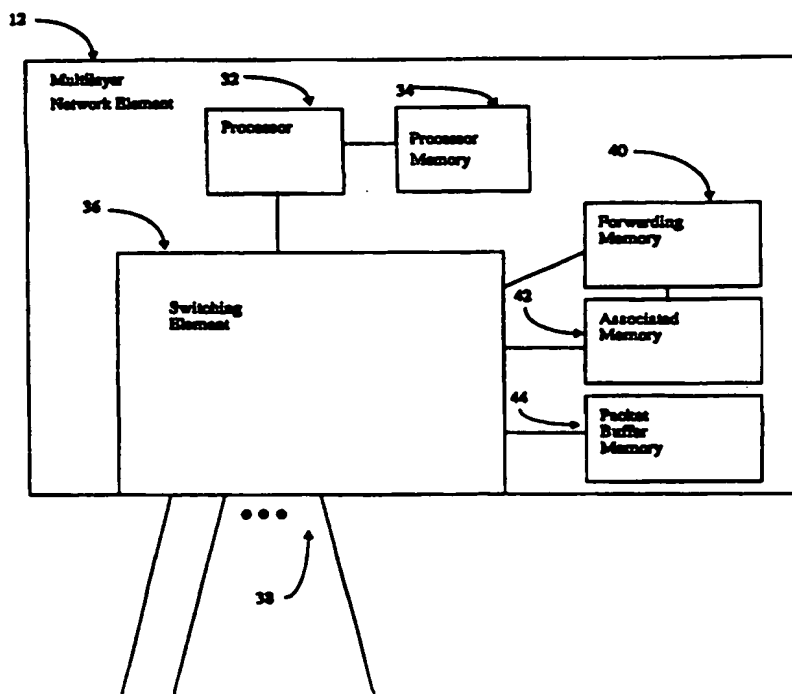 12
Multilayer
Network Element
32
Processor
34
Processor
Memory
40
Forwarding
Memory
36
Switching
Element
42
Associated
Memory
44
Packet
Buffer
Memory
38